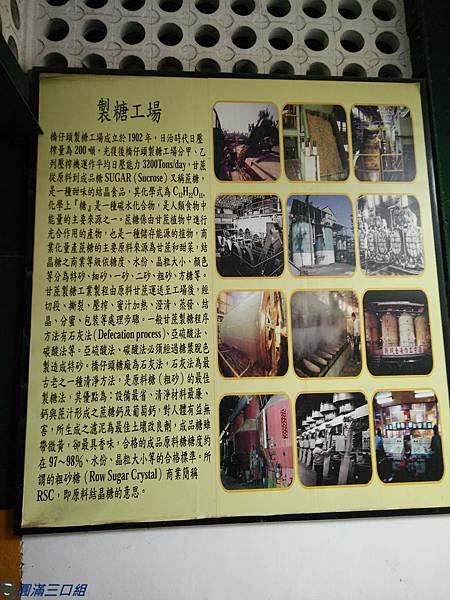 製糖工場
橋仔頭製糖工場成立於1902年，日治時代日壓
榨量為200噸，光復後橋仔頭製糖工場分甲、乙
列壓榨機運作平均日壓能力3200Tons/day，甘蔗
從原料到成品糖SUGAR（Sucrose）又稱蔗糖，
是一種甜味的結晶食品，其化學式為C12H22O11，
化學上『糖』是一種碳水化合物，是人類食物中
能量的主要來源之一。蔗糖係由甘蔗植物中進行
光合作用的產物，也是一種儲存能源的植物，商
業化量產蔗糖的主要原料來源為甘蔗和甜菜，結
晶糖之商業等級依糖度、水份、晶粒大小、顏色
等分為特砂、細砂、一砂、二砂、粗砂、方糖等。
甘蔗製糖工業製程由原料甘蔗運送至工場後，經
切段、撕裂、壓榨、蜜汁加熱、澄清、蒸發、結
晶、分蜜、包裝等處理步驟。一般甘蔗製糖程序
方法有石灰法（Defecation process）、亞硫酸法、
碳酸法等。亞硫酸法、碳酸法必須經過糖漿脫色
製造成特砂。橋仔頭糖廠為石灰法，石灰法為最
古老之一種清淨方法，是原料糖（粗砂）的最佳
製糖法，其優點為：設備最省、清淨材料最廉、
鈣與蔗汁形成之蔗糖鈣及葡萄鈣，對人體有益無
害，所生成之濾泥為最佳土壤改良劑，成品糖雖
帶微黃，卻最具香味，合格的成品原料糖糖度約
在97～98%、水份、晶粒大小等的合格標準。所
謂的粗砂糖（Row Sugar Crystal）商業簡稱
RSC，即原料結晶糖的意思。
圓滿三口組